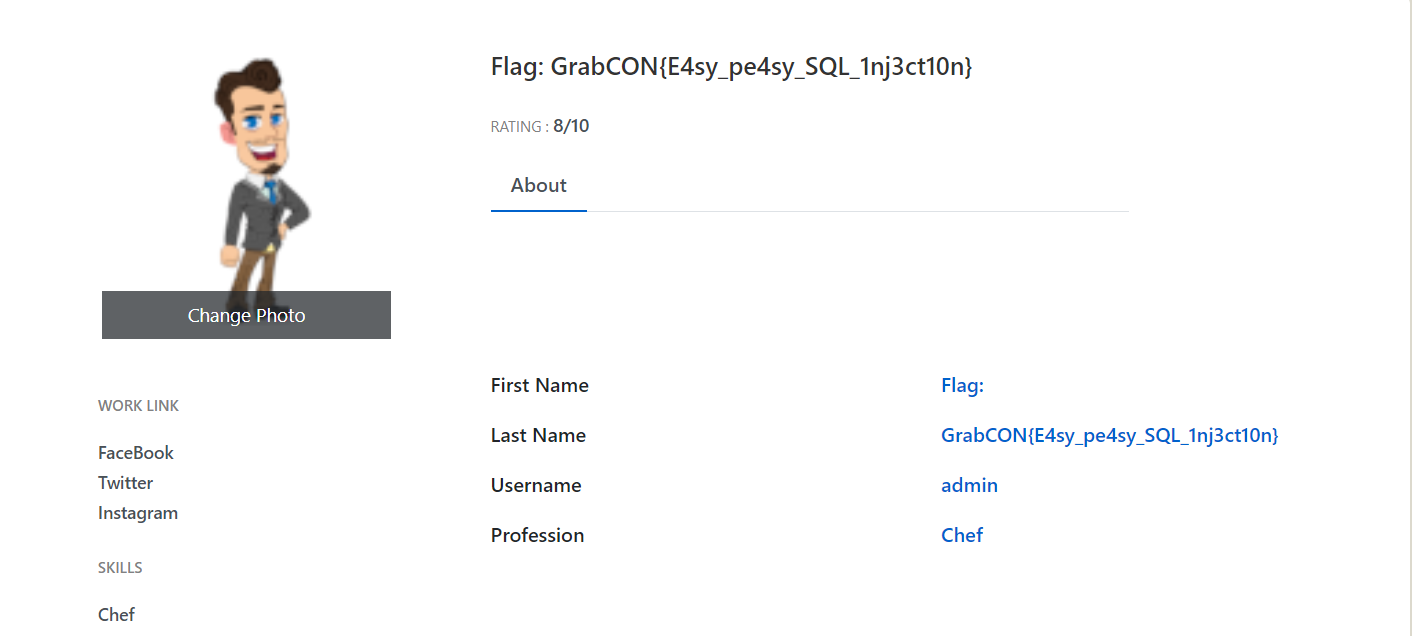 Flag: GrabCON{E4sy_pe4sy_SQL_1nj3ct10n}
RATING : 8/10
About
Change Photo
WORK LINK
FaceBook
Twitter
Instagram
SKILLS
Chef
First Name Flag:
Last Name GrabCON{E4sy_pe4sy_SQL_1nj3ct10n}
Username admin
Profession Chef